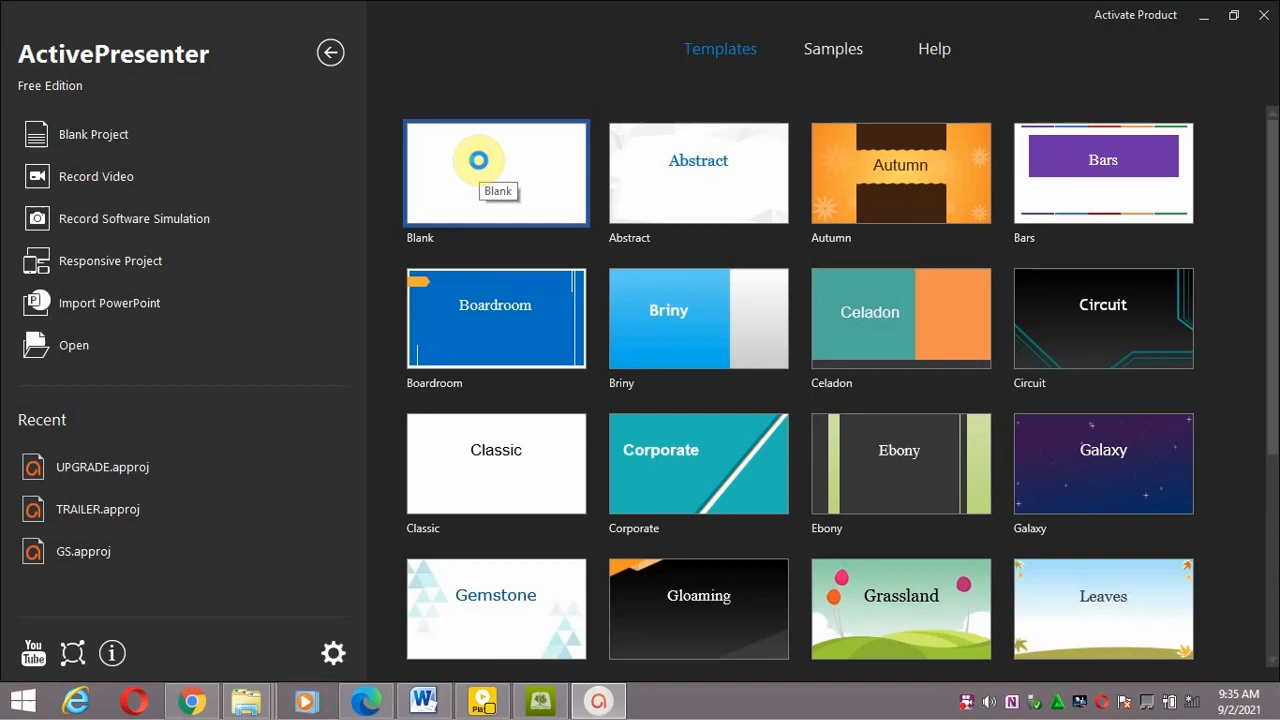 Activate Product
ActivePresenter
Free Edition
Templates
Samples
Help
Blank Project
Record Video
Record Software Simulation
Responsive Project
Import PowerPoint
Open
Recent
UPGRADE.approj
TRAILER.approj
GS.approj
You
Tube
Blank
Blank
Abstract
Abstract
Autumn
Autumn
Bars
Bars
Boardroom
Boardroom
Briny
Briny
Celadon
Celadon
Circuit
Circuit
Classic
Classic
Corporate
Corporate
Ebony
Ebony
Galaxy
Galaxy
Gemstone
Gloaming
Grassland
Leaves
9:35 AM
9/2/2021